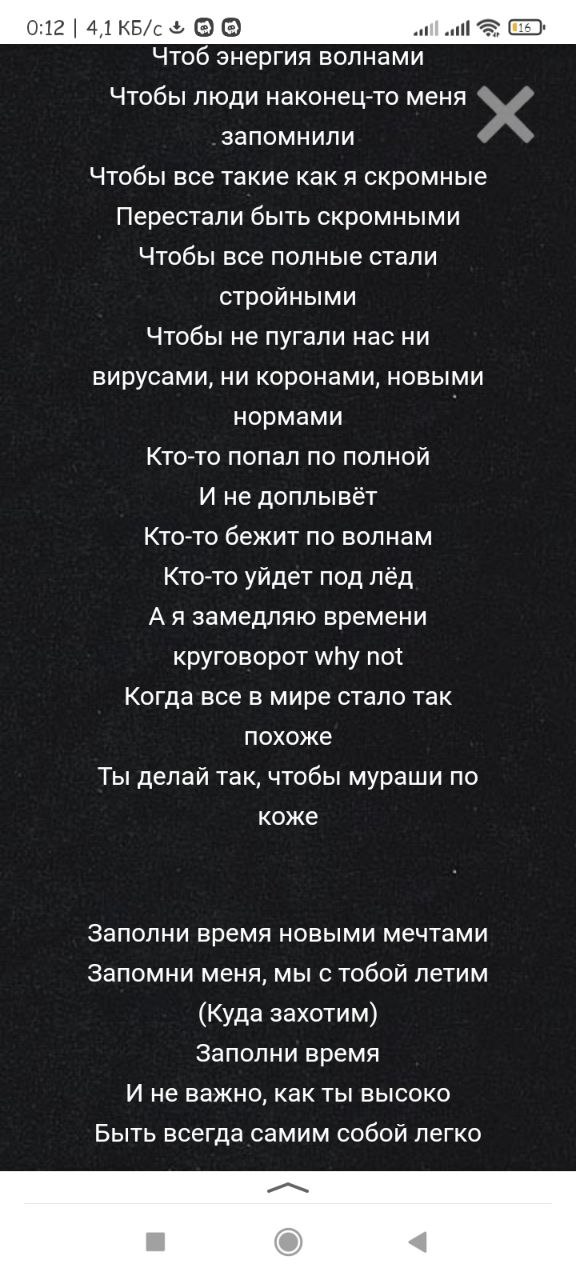 0:12 | 4,1 КБ/с
16
Чтоб энергия волнами
Чтобы люди наконец-то меня
запомнили
Чтобы все такие как я скромные
Перестали быть скромными
Чтобы все полные стали
стройными
Чтобы не пугали нас ни
вирусами, ни коронами, новыми
нормами
Кто-то попал по полной
И не доплывёт
Кто-то бежит по волнам
Кто-то уйдет под лёд
А я замедляю времени
круговорот why not
Когда все в мире стало так
похоже
Ты делай так, чтобы мураши по
коже
Заполни время новыми мечтами
Запомни меня, мы с тобой летим
(Куда захотим)
Заполни время
И не важно, как ты высоко
Быть всегда самим собой легко